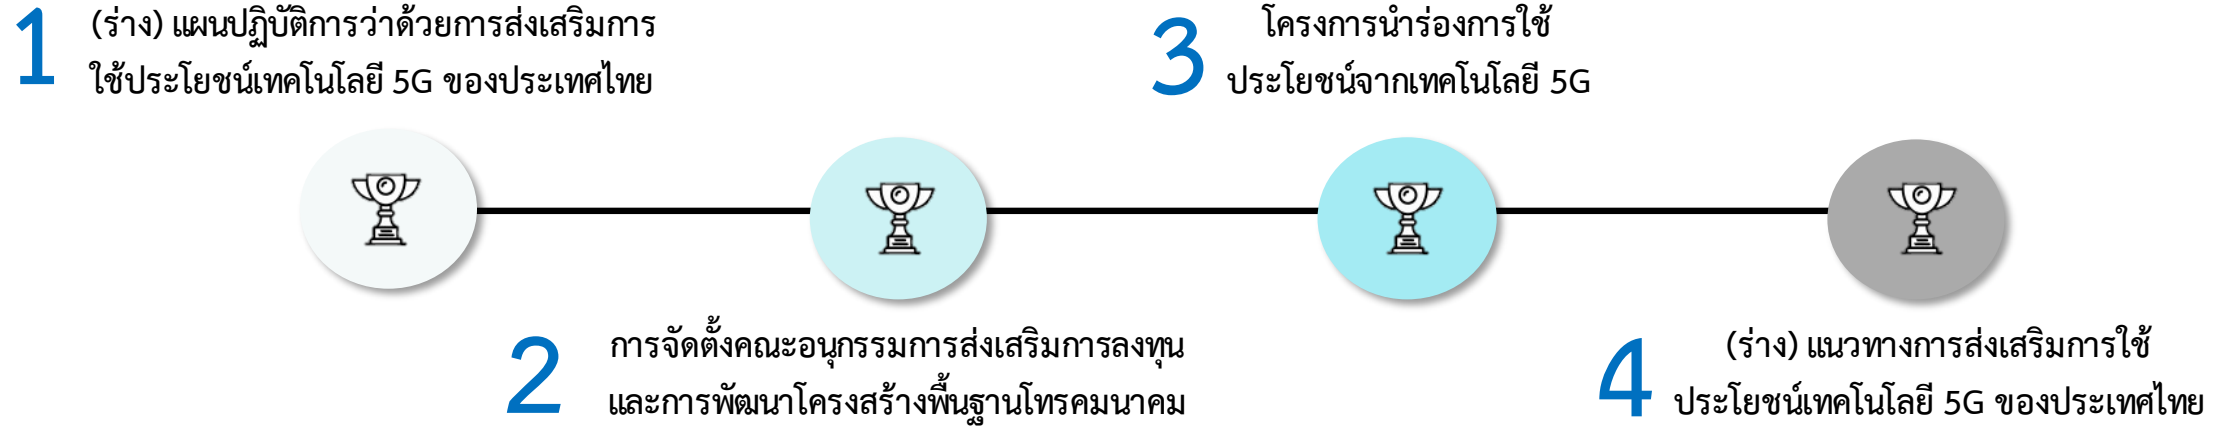 1
(ร่าง) แผนปฏิบัติการว่าด้วยการส่งเสริมการ
ใช้ประโยชน์เทคโนโลยี 5G ของประเทศไทย
2
การจัดตั้งคณะอนุกรรมการส่งเสริมการลงทุน
และการพัฒนาโครงสร้างพื้นฐานโทรคมนาคม
3
โครงการนำร่องการใช้
ประโยชน์จากเทคโนโลยี 5G
4
(ร่าง) แนวทางการส่งเสริมการใช้
ประโยชน์เทคโนโลยี 5G ของประเทศไทย